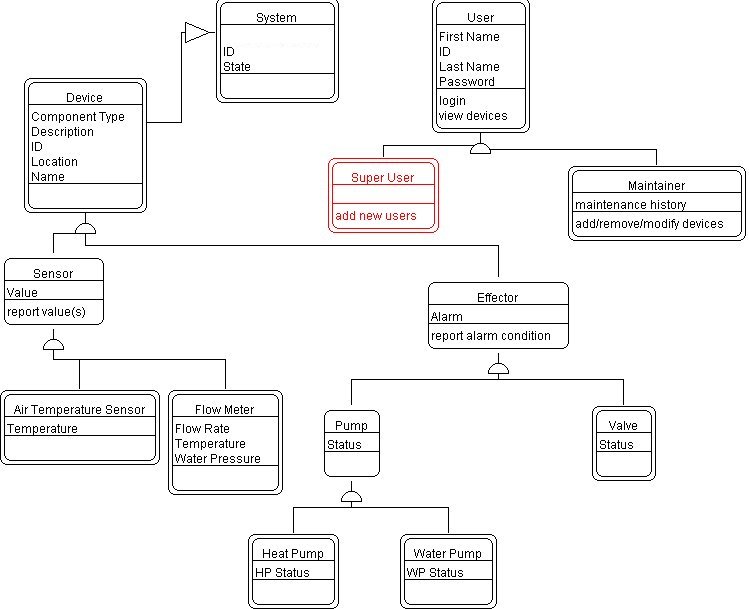 System
ID
State
User
First Name
ID
Last Name
Password
login
view devices
Device
Component Type
Description
ID
Location
Name
Super User
add new users
Maintainer
maintenance history
add/remove/modify devices
Sensor
Value
report value(s)
Effector
Alarm
report alarm condition
Air Temperature Sensor
Temperature
Flow Meter
Flow Rate
Temperature
Water Pressure
Pump
Status
Valve
Status
Heat Pump
HP Status
Water Pump
WP Status